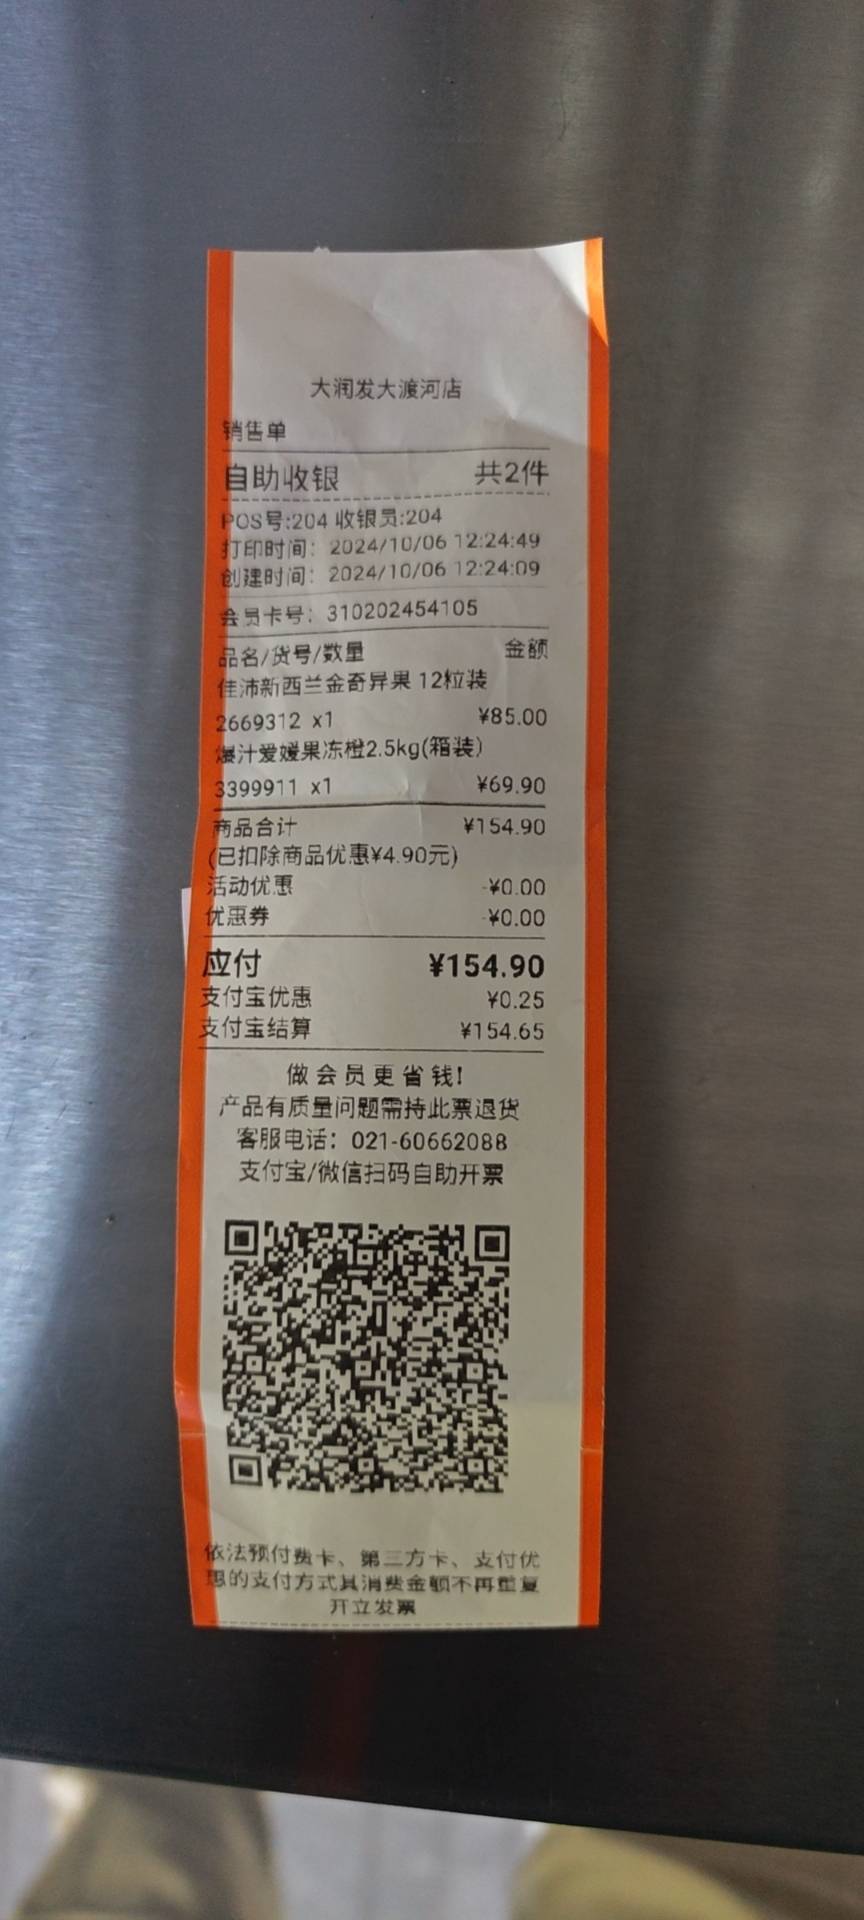 大润发大渡河店
销售单
自助收银 共2件
POS号:204 收银员:204
打印时间: 2024/10/06 12:24:49
创建时间: 2024/10/06 12:24:09
会员卡号: 310202454105
品名/货号/数量 金额
佳沛新西兰金奇异果 12粒装
2669312 x1 ¥85.00
爆汁爱媛果冻橙2.5kg(箱装)
3399911 x1 ¥69.90
商品合计 ¥154.90
(已扣除商品优惠¥4.90元)
活动优惠 -¥0.00
优惠券 -¥0.00
应付 ¥154.90
支付宝优惠 ¥0.25
支付宝结算 ¥154.65
做会员更省钱!
产品有质量问题需持此票退货
客服电话: 021-60662088
支付宝/微信扫码自助开票
依法预付费卡、第三方卡、支付优
惠的支付方式其消费金额不再重复
开立发票